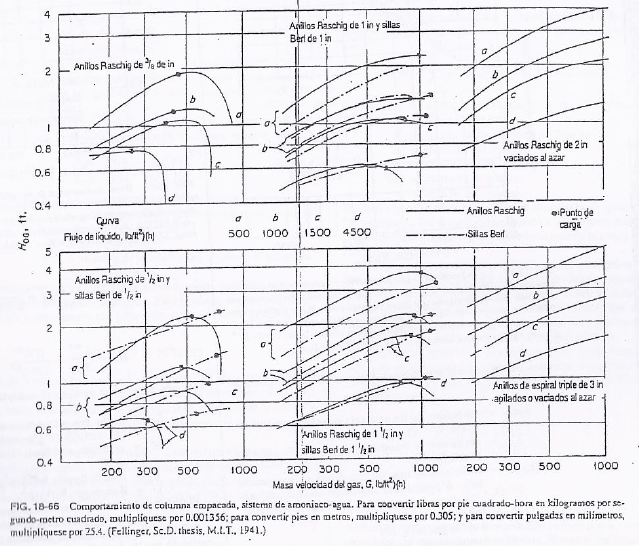 4
3
2
1
0.8
0.6
0.4
Anillos Raschig de 3/8 de in
a
b
c
d
Anillos Raschig de 1 in y sillas
Berl de 1 in
a
b
c
a
b
c
d
Anillos Raschig de 2 in
vaciados al azar
HOG, ft.
Curva a b c d
Flujo de líquido, lb/ft²)(h) 500 1000 1500 4500
Anillos Raschig
Sillas Berl
Punto de
carga
5
4
3
2
1
0.8
0.6
0.4
Anillos Raschig de 1/2 in y
sillas Berl de 1/2 in
a
b
c
d
a
b
c
d
Anillos Raschig de 1 1/2 in y
sillas Berl de 1 1/2 in
a
b
c
d
Anillos de espiral triple de 3 in
apilados o vaciados al azar
200 300 500 1000 200 300 500 1000 200 300 500 1000
Masa velocidad del gas, G, lb/ft²)(h)
FIG. 18-66 Comportamiento de columna empacada, sistema de amoniaco-agua. Para convertir libras por pie cuadrado-hora en kilogramos por se-
gundo-metro cuadrado, multiplíquese por 0.001356; para convertir pies en metros, multiplíquese por 0.305; y para convertir pulgadas en milímetros,
multiplíquese por 25.4. (Fellinger, Sc.D. thesis, M.I.T., 1941.)